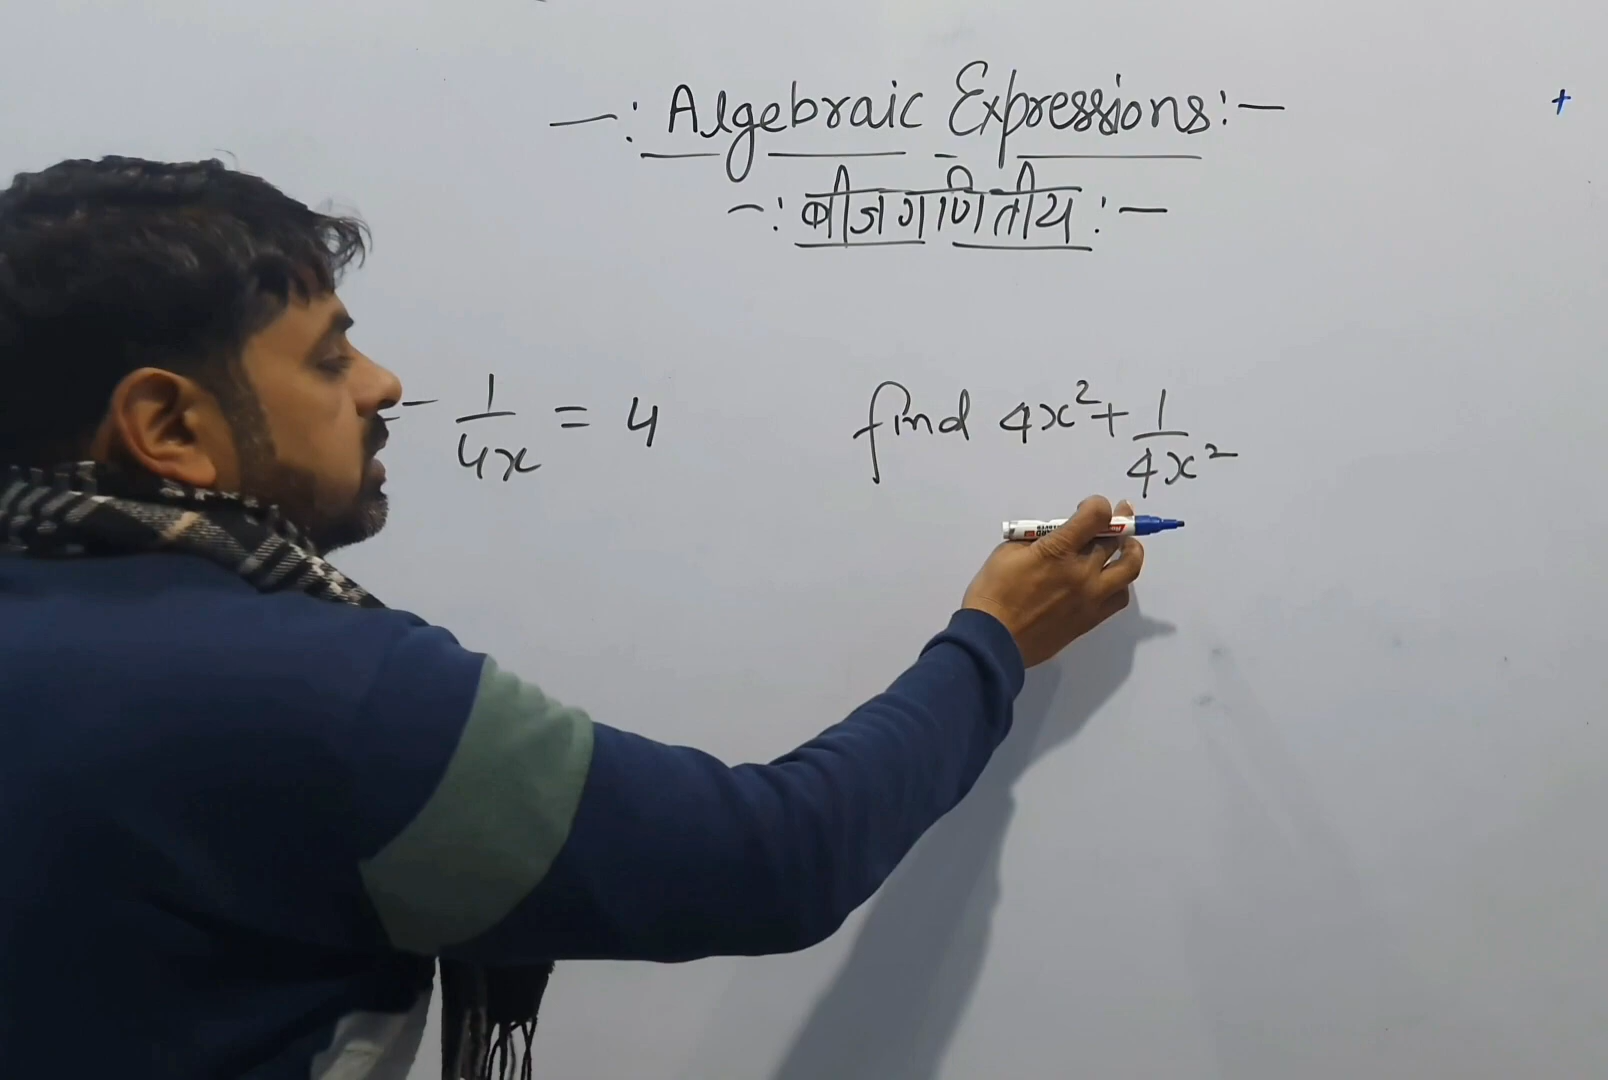 —: Algebraic Expressions:—
—: बीजगणितीय :—
- 1/4x = 4 find 4x² + 1/4x²
+